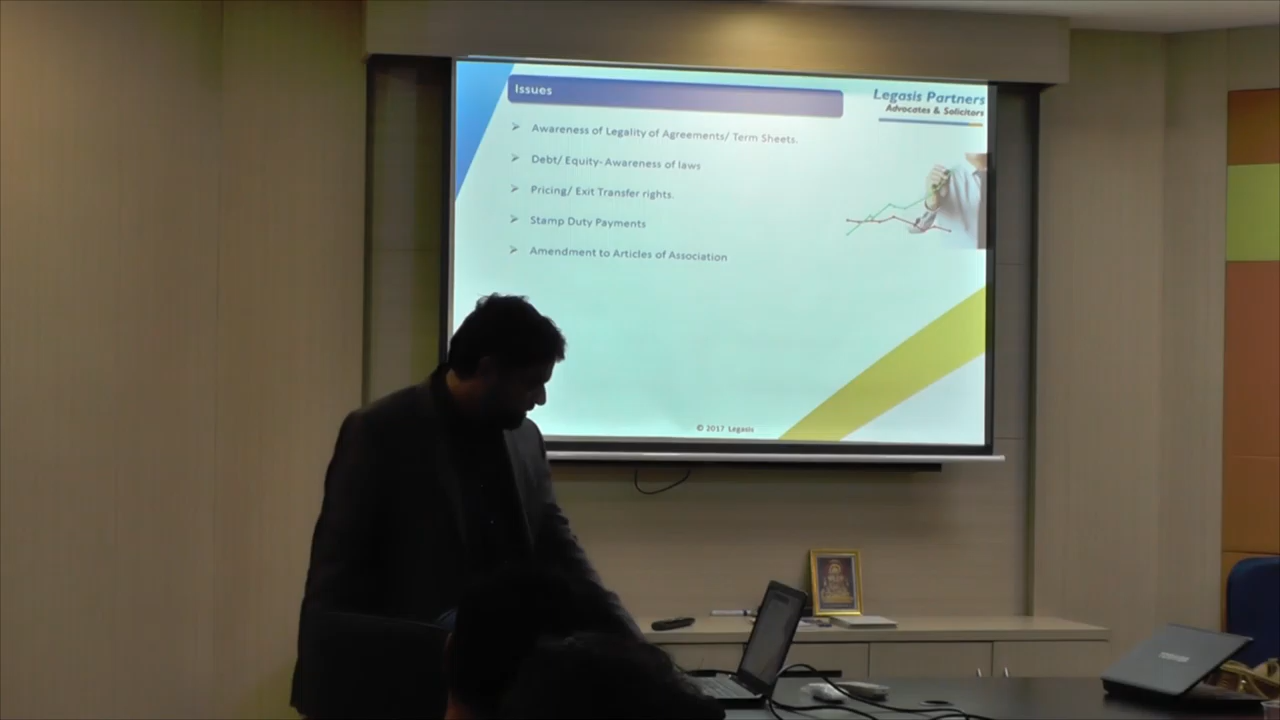 Issues
Legasis Partners
Advocates & Solicitors
Awareness of Legality of Agreements/ Term Sheets.
Debt/ Equity- Awareness of laws
Pricing/ Exit Transfer rights.
Stamp Duty Payments
Amendment to Articles of Association
© 2017 Legasis